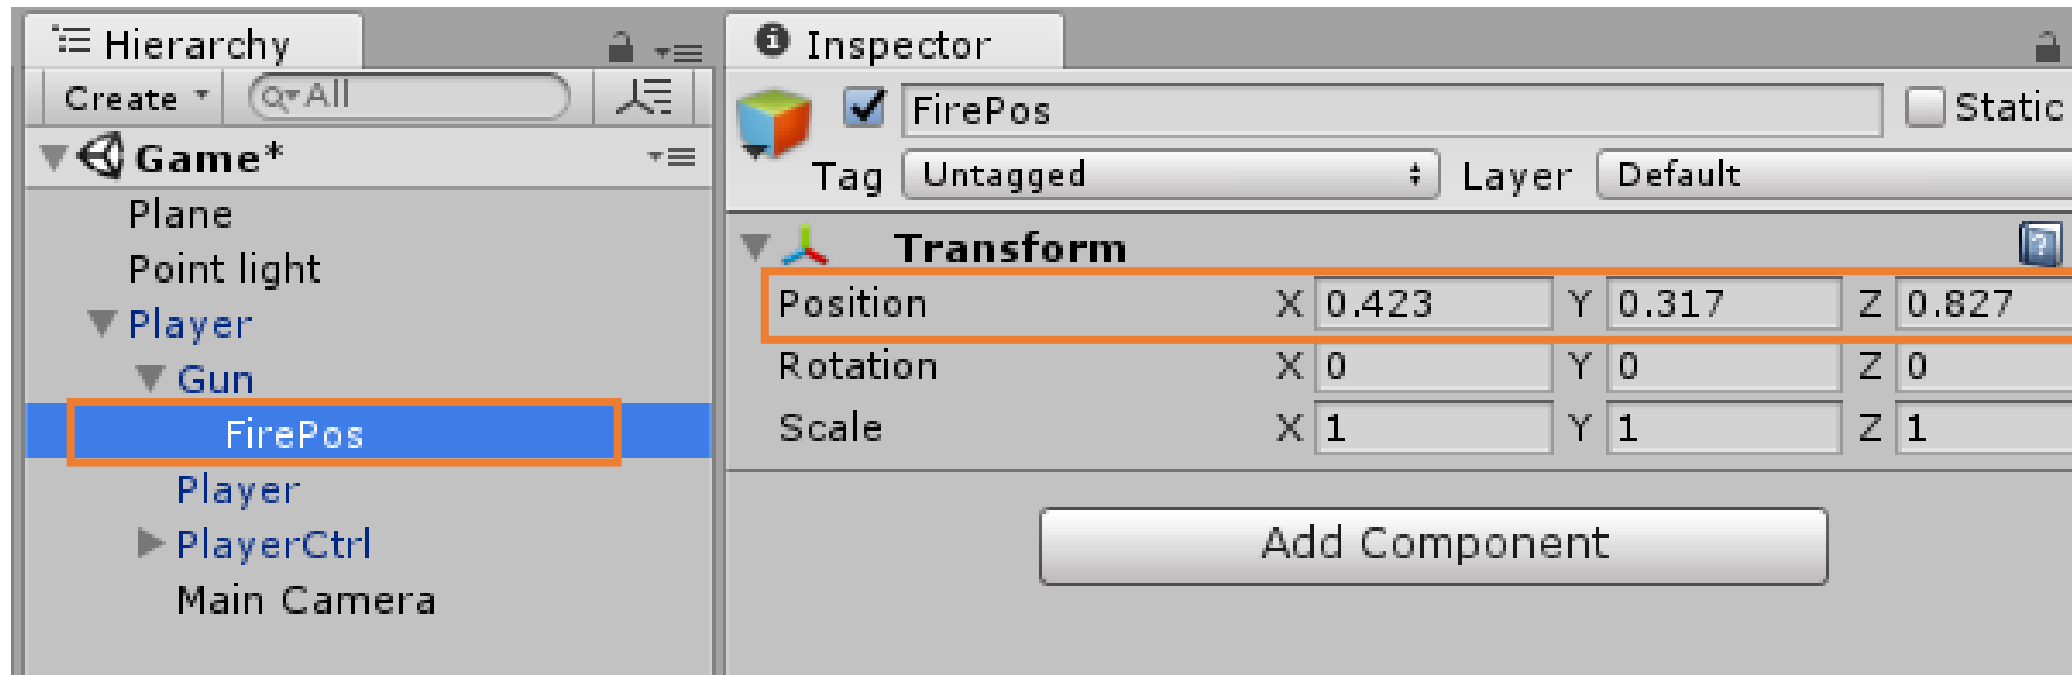 Hierarchy
Create
All
Game*
Plane
Point light
Player
Gun
FirePos
Player
PlayerCtrl
Main Camera
Inspector
FirePos
Static
Tag Untagged Layer Default
Transform
Position X 0.423 Y 0.317 Z 0.827
Rotation X 0 Y 0 Z 0
Scale X 1 Y 1 Z 1
Add Component